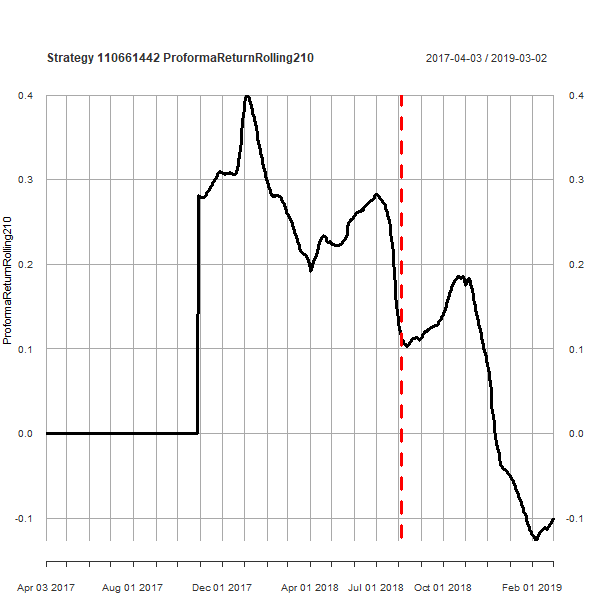 Strategy 110661442 ProformaReturnRolling210
2017-04-03 / 2019-03-02
ProformaReturnRolling210
0.4
0.4
0.3
0.3
0.2
0.2
0.1
0.1
0.0
0.0
-0.1
-0.1
Apr 03 2017
Aug 01 2017
Dec 01 2017
Apr 01 2018
Jul 01 2018
Oct 01 2018
Feb 01 2019